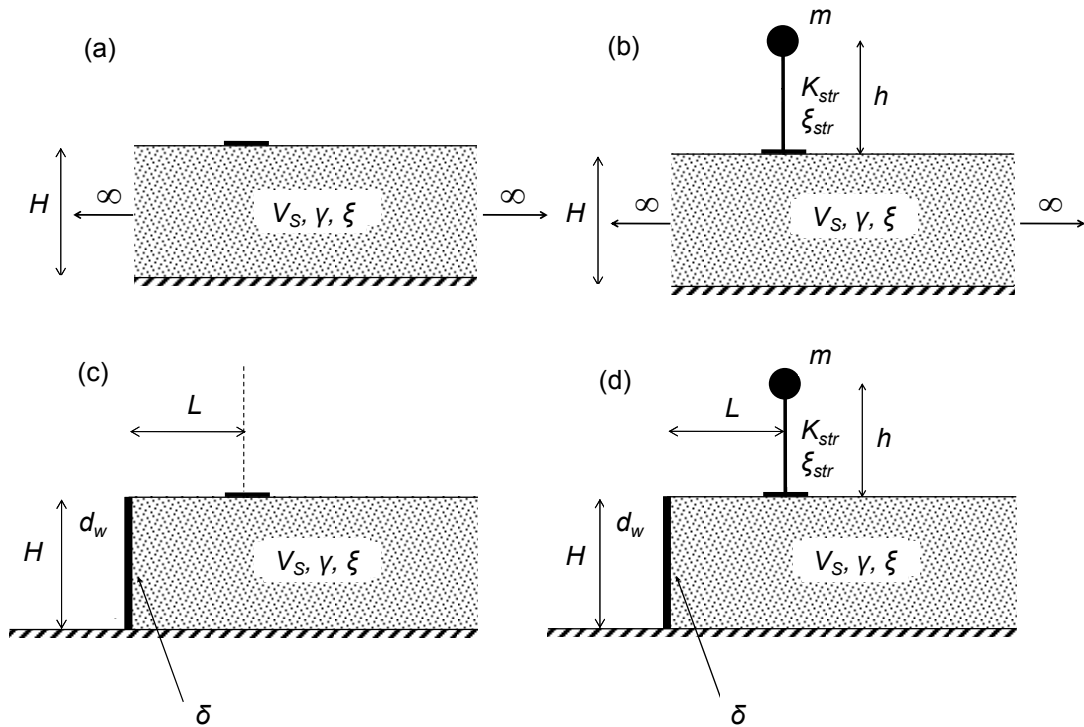 (a)
H
∞
∞
V_S, γ, ξ
(b)
m
K_str
ξ_str
h
H
∞
∞
V_S, γ, ξ
(c)
L
d_w
H
V_S, γ, ξ
δ
(d)
m
L
K_str
ξ_str
h
d_w
H
V_S, γ, ξ
δ